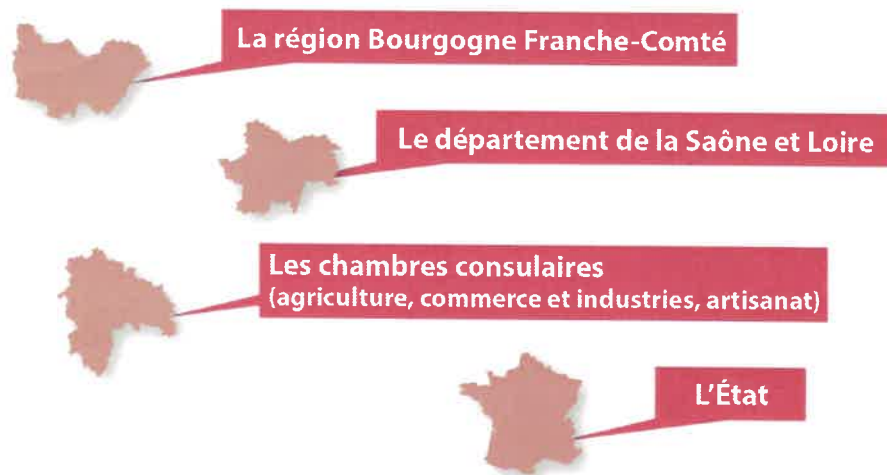 La région Bourgogne Franche-Comté
Le département de la Saône et Loire
Les chambres consulaires
(agriculture, commerce et industries, artisanat)
L'État